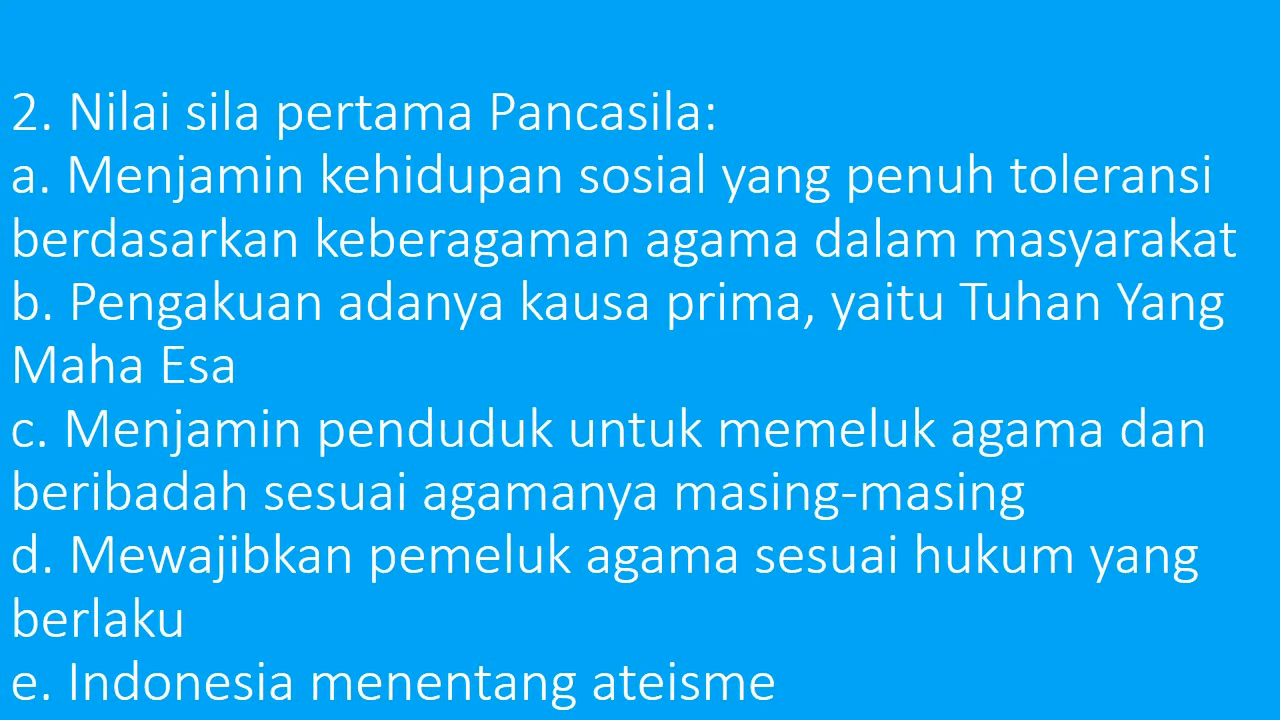 2. Nilai sila pertama Pancasila:
a. Menjamin kehidupan sosial yang penuh toleransi
berdasarkan keberagaman agama dalam masyarakat
b. Pengakuan adanya kausa prima, yaitu Tuhan Yang
Maha Esa
c. Menjamin penduduk untuk memeluk agama dan
beribadah sesuai agamanya masing-masing
d. Mewajibkan pemeluk agama sesuai hukum yang
berlaku
e. Indonesia menentang ateisme